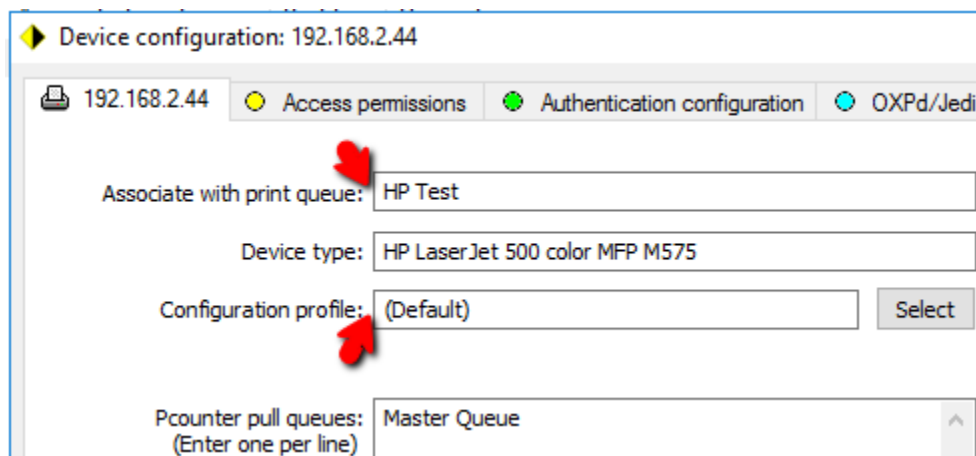 Device configuration: 192.168.2.44
192.168.2.44 Access permissions Authentication configuration OXPd/Jedi
Associate with print queue: HP Test
Device type: HP LaserJet 500 color MFP M575
Configuration profile: (Default) Select
Pcounter pull queues: Master Queue
(Enter one per line)